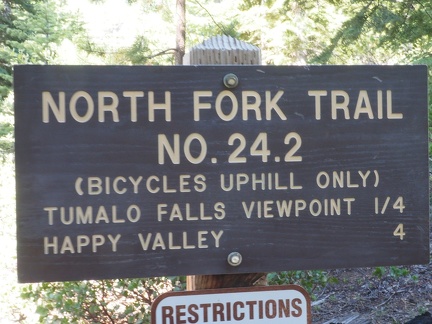 NORTH FORK TRAIL
NO. 24.2
(BICYCLES UPHILL ONLY)
TUMALO FALLS VIEWPOINT 1/4
HAPPY VALLEY 4
RESTRICTIONS